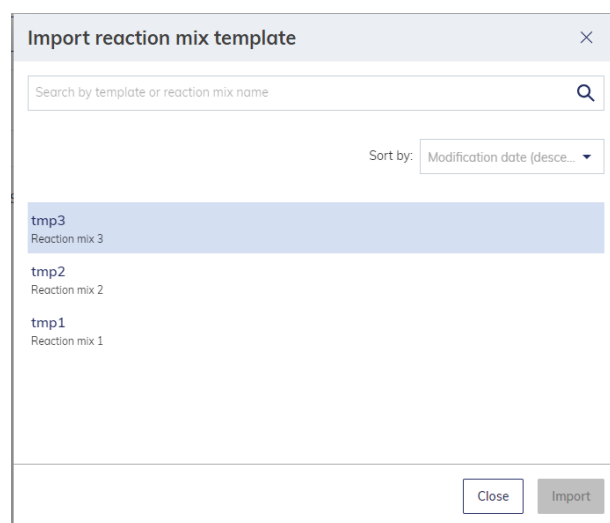 Import reaction mix template
Search by template or reaction mix name
Sort by: Modification date (desce...
tmp3
Reaction mix 3
tmp2
Reaction mix 2
tmp1
Reaction mix 1
Close Import